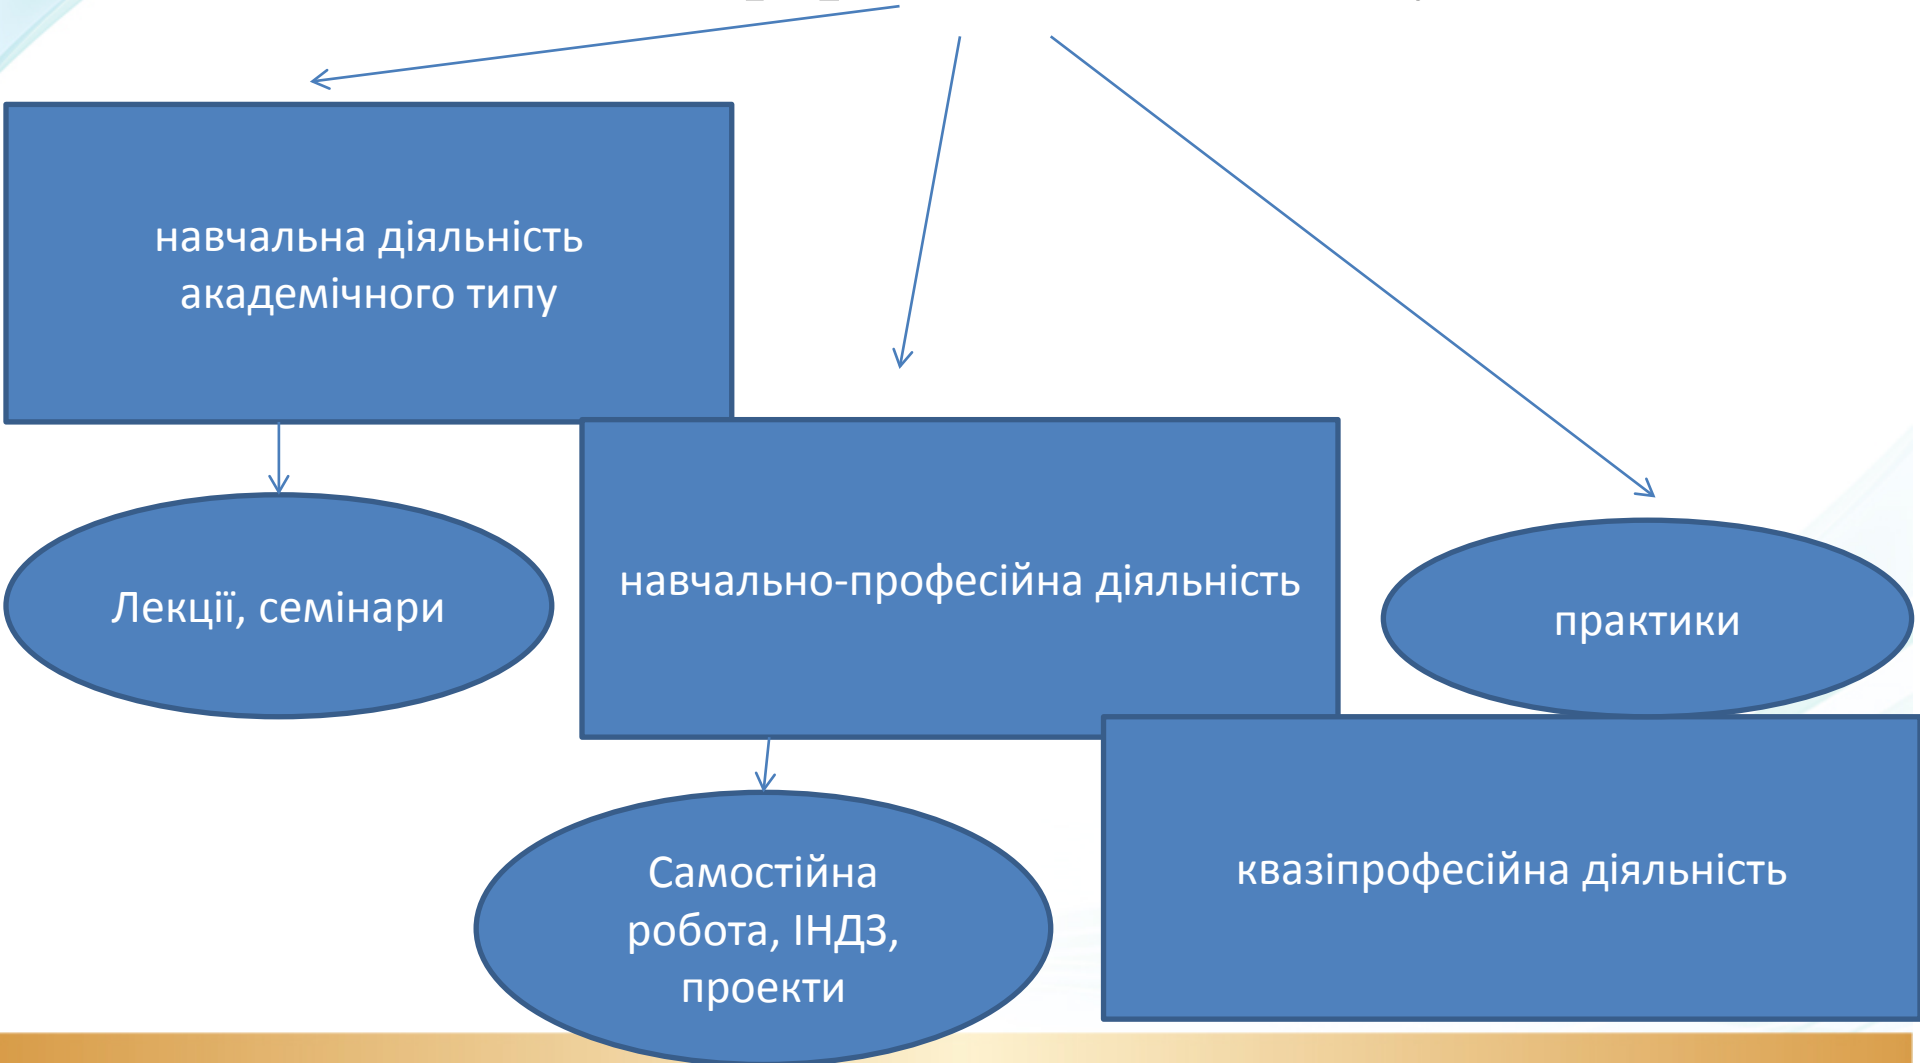 навчальна діяльність
академічного типу
навчально-професійна діяльність
Лекції, семінари
практики
Самостійна
робота, ІНДЗ,
проекти
квазіпрофесійна діяльність